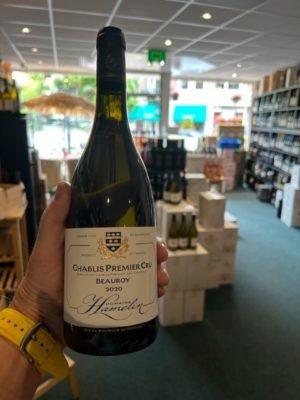 CHABLIS PREMIER CRU
BEAUROY
2020
DOMAINE
Hamelin